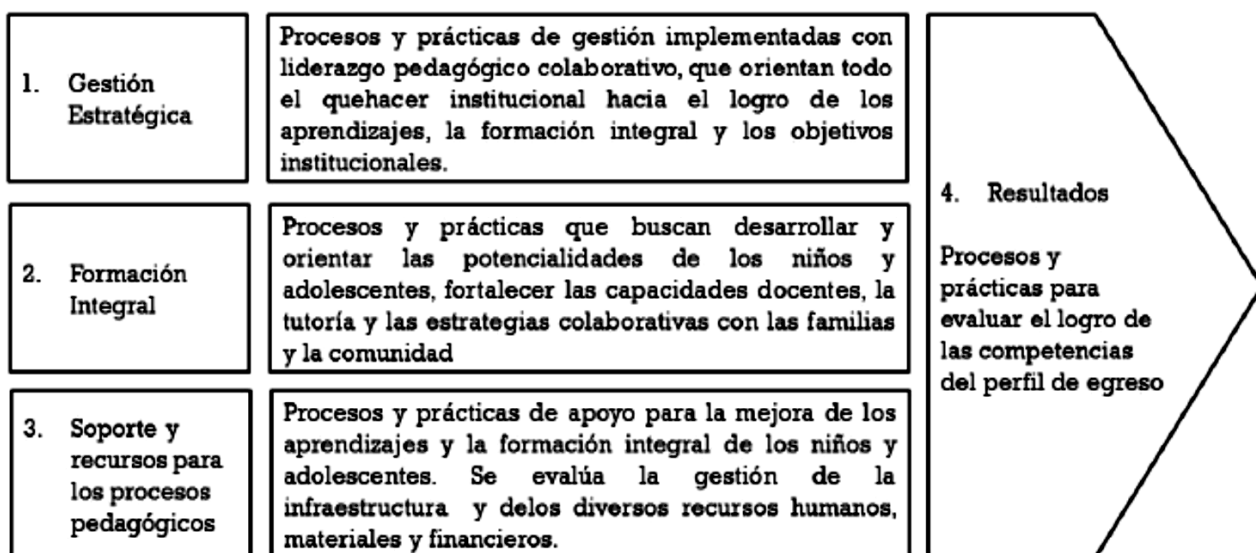 1. Gestión
Estratégica
Procesos y prácticas de gestión implementadas con
liderazgo pedagógico colaborativo, que orientan todo
el quehacer institucional hacia el logro de los
aprendizajes, la formación integral y los objetivos
institucionales.
2. Formación
Integral
Procesos y prácticas que buscan desarrollar y
orientar las potencialidades de los niños y
adolescentes, fortalecer las capacidades docentes, la
tutoría y las estrategias colaborativas con las familias
y la comunidad
3. Soporte y
recursos para
los procesos
pedagógicos
Procesos y prácticas de apoyo para la mejora de los
aprendizajes y la formación integral de los niños y
adolescentes. Se evalúa la gestión de la
infraestructura y delos diversos recursos humanos,
materiales y financieros.
4. Resultados
Procesos y
prácticas para
evaluar el logro de
las competencias
del perfil de egreso